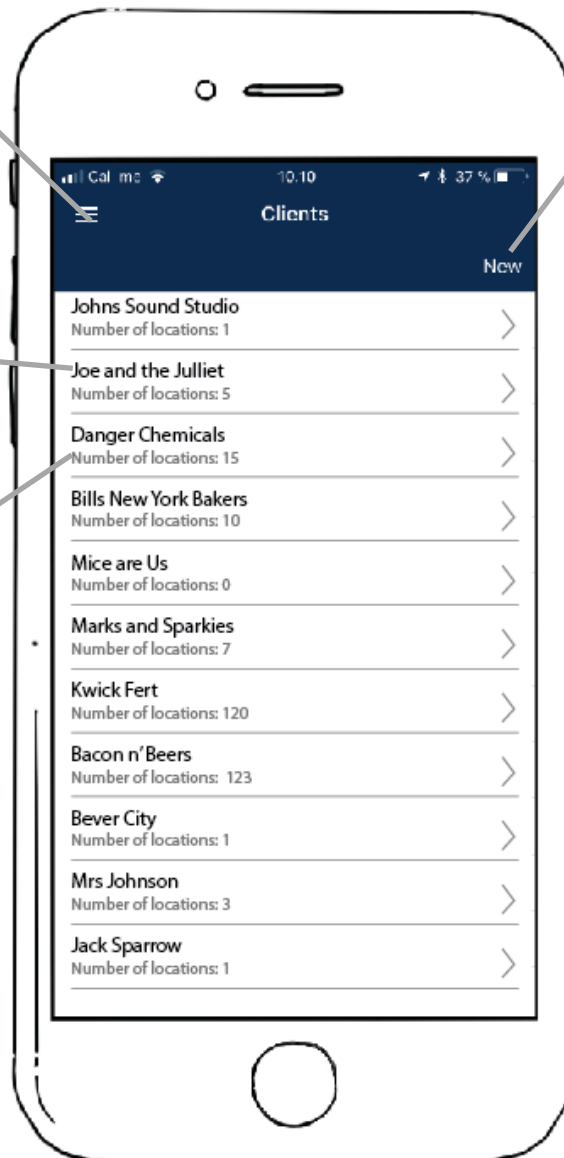 Call me 10.10 37 %
Clients
New
Johns Sound Studio
Number of locations: 1
Joe and the Julliet
Number of locations: 5
Danger Chemicals
Number of locations: 15
Bills New York Bakers
Number of locations: 10
Mice are Us
Number of locations: 0
Marks and Sparkies
Number of locations: 7
Kwick Fert
Number of locations: 120
Bacon n' Beers
Number of locations: 123
Bever City
Number of locations: 1
Mrs Johnson
Number of locations: 3
Jack Sparrow
Number of locations: 1